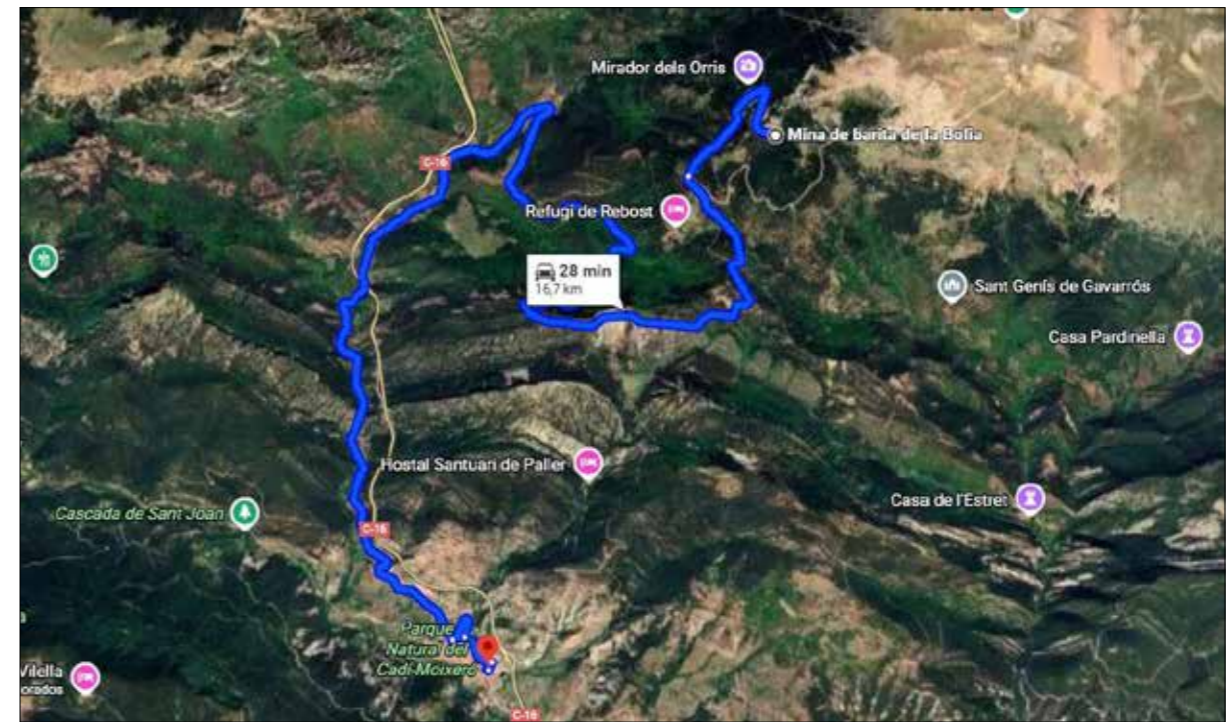 Mirador dels Orris
Mina de barita de la Bofia
C-16
Refugi de Rebost
28 min
16,7 km
Sant Genís de Gavarrós
Casa Pardinella
Hostal Santuari de Paller
Casa de l'Estret
Cascada de Sant Joan
C-16
Parque
Natural del
Cadí-Moixeró
Vilella
orados
C-16